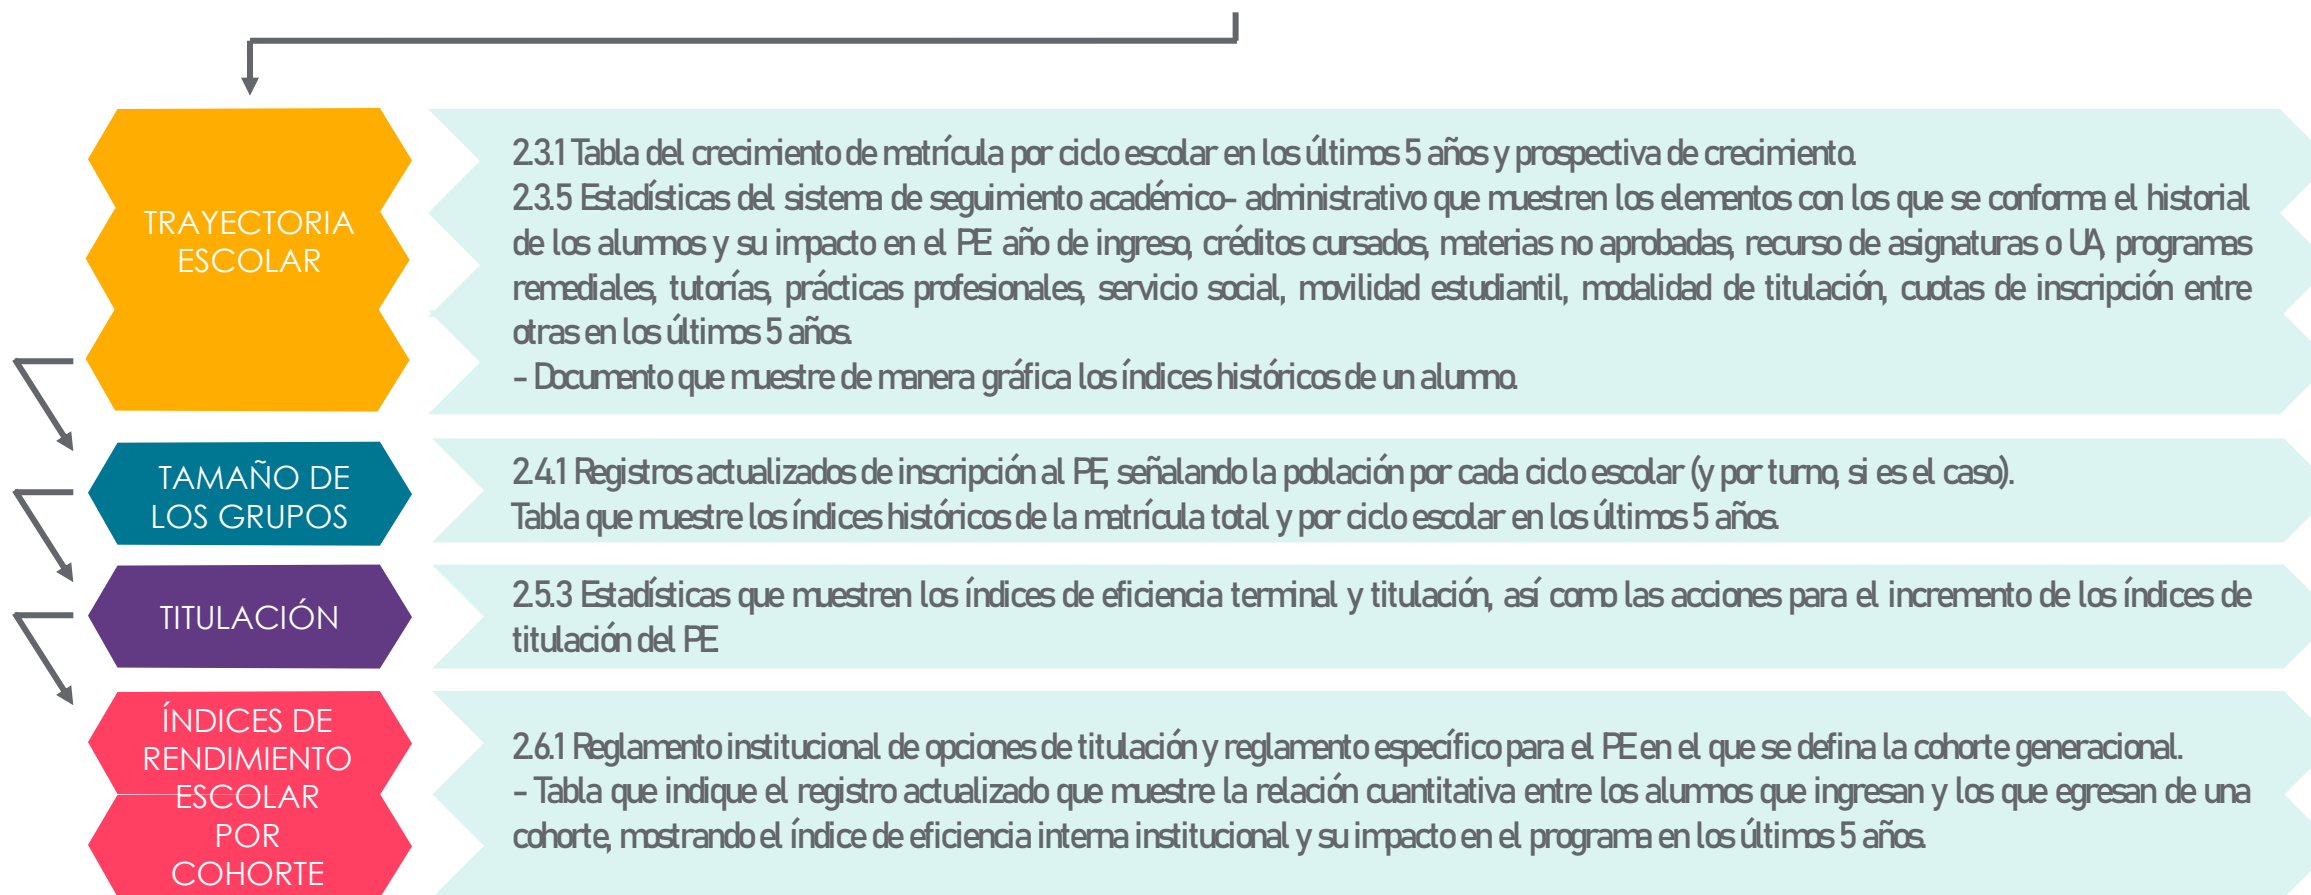 TRAYECTORIA
ESCOLAR
2.3.1 Tabla del crecimiento de matrícula por ciclo escolar en los últimos 5 años y prospectiva de crecimiento.
2.3.5 Estadísticas del sistema de seguimiento académico- administrativo que muestren los elementos con los que se conforma el historial
de los alumnos y su impacto en el PE: año de ingreso, créditos cursados, materias no aprobadas, recurso de asignaturas o UA, programas
remediales, tutorías, prácticas profesionales, servicio social, movilidad estudiantil, modalidad de titulación, cuotas de inscripción entre
otras en los últimos 5 años.
- Documento que muestre de manera gráfica los índices históricos de un alumno.
TAMAÑO DE
LOS GRUPOS
2.4.1 Registros actualizados de inscripción al PE, señalando la población por cada ciclo escolar (y por turno, si es el caso).
Tabla que muestre los índices históricos de la matrícula total y por ciclo escolar en los últimos 5 años.
TITULACIÓN
2.5.3 Estadísticas que muestren los índices de eficiencia terminal y titulación, así como las acciones para el incremento de los índices de
titulación del PE
ÍNDICES DE
RENDIMIENTO
ESCOLAR
POR
COHORTE
2.6.1 Reglamento institucional de opciones de titulación y reglamento específico para el PE en el que se defina la cohorte generacional.
- Tabla que indique el registro actualizado que muestre la relación cuantitativa entre los alumnos que ingresan y los que egresan de una
cohorte, mostrando el índice de eficiencia interna institucional y su impacto en el programa en los últimos 5 años.